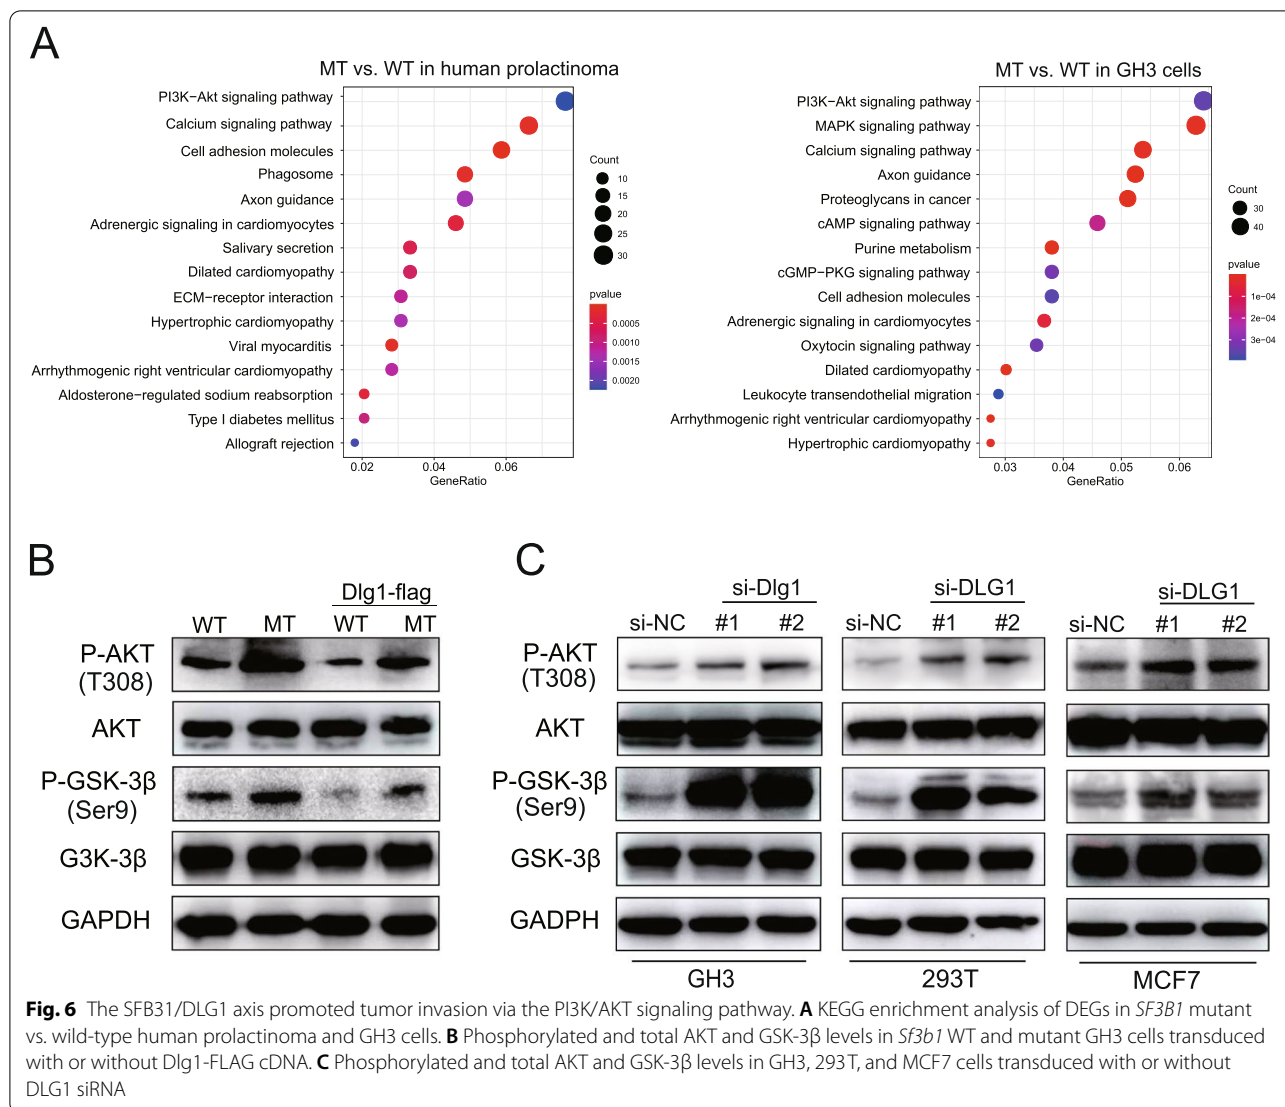 A
MT vs. WT in human prolactinoma
PI3K−Akt signaling pathway
Calcium signaling pathway
Cell adhesion molecules
Phagosome
Axon guidance
Adrenergic signaling in cardiomyocytes
Salivary secretion
Dilated cardiomyopathy
ECM−receptor interaction
Hypertrophic cardiomyopathy
Viral myocarditis
Arrhythmogenic right ventricular cardiomyopathy
Aldosterone−regulated sodium reabsorption
Type I diabetes mellitus
Allograft rejection
0.02 0.04 0.06
GeneRatio
Count
10
15
20
25
30
pvalue
0.0005
0.0010
0.0015
0.0020
MT vs. WT in GH3 cells
PI3K−Akt signaling pathway
MAPK signaling pathway
Calcium signaling pathway
Axon guidance
Proteoglycans in cancer
cAMP signaling pathway
Purine metabolism
cGMP−PKG signaling pathway
Cell adhesion molecules
Adrenergic signaling in cardiomyocytes
Oxytocin signaling pathway
Dilated cardiomyopathy
Leukocyte transendothelial migration
Arrhythmogenic right ventricular cardiomyopathy
Hypertrophic cardiomyopathy
0.03 0.04 0.05 0.06
GeneRatio
Count
30
40
pvalue
1e−04
2e−04
3e−04
B
Dlg1-flag
WT MT WT MT
P-AKT
(T308)
AKT
P-GSK-3β
(Ser9)
G3K-3β
GAPDH
C
si-Dlg1 si-DLG1 si-DLG1
si-NC #1 #2 si-NC #1 #2 si-NC #1 #2
P-AKT
(T308)
AKT
P-GSK-3β
(Ser9)
GSK-3β
GADPH
GH3 293T MCF7
Fig. 6 The SFB31/DLG1 axis promoted tumor invasion via the PI3K/AKT signaling pathway. A KEGG enrichment analysis of DEGs in SF3B1 mutant
vs. wild-type human prolactinoma and GH3 cells. B Phosphorylated and total AKT and GSK-3β levels in Sf3b1 WT and mutant GH3 cells transduced
with or without Dlg1-FLAG cDNA. C Phosphorylated and total AKT and GSK-3β levels in GH3, 293T, and MCF7 cells transduced with or without
DLG1 siRNA